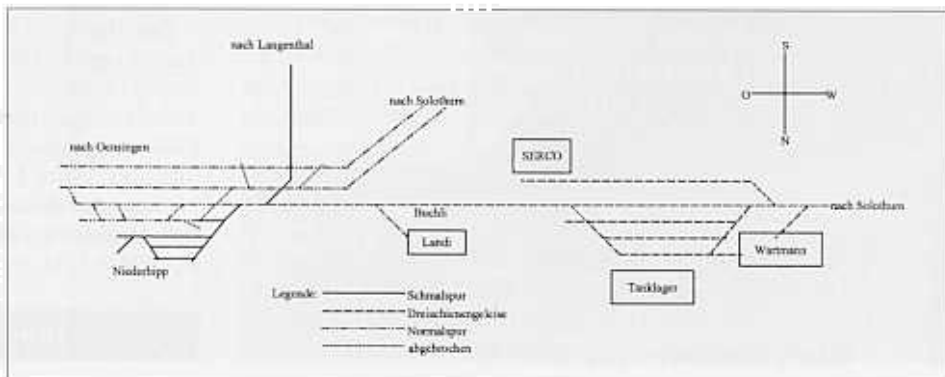 nach Langenthal
S
nach Solothurn
O W
nach Oensingen
N
SERCO
Buchli
nach Solothurn
Landi
Wartmann
Niederbipp
Tanklager
Legende: Schmalspur
Dreischienengeleise
Normalspur
abgebrochen